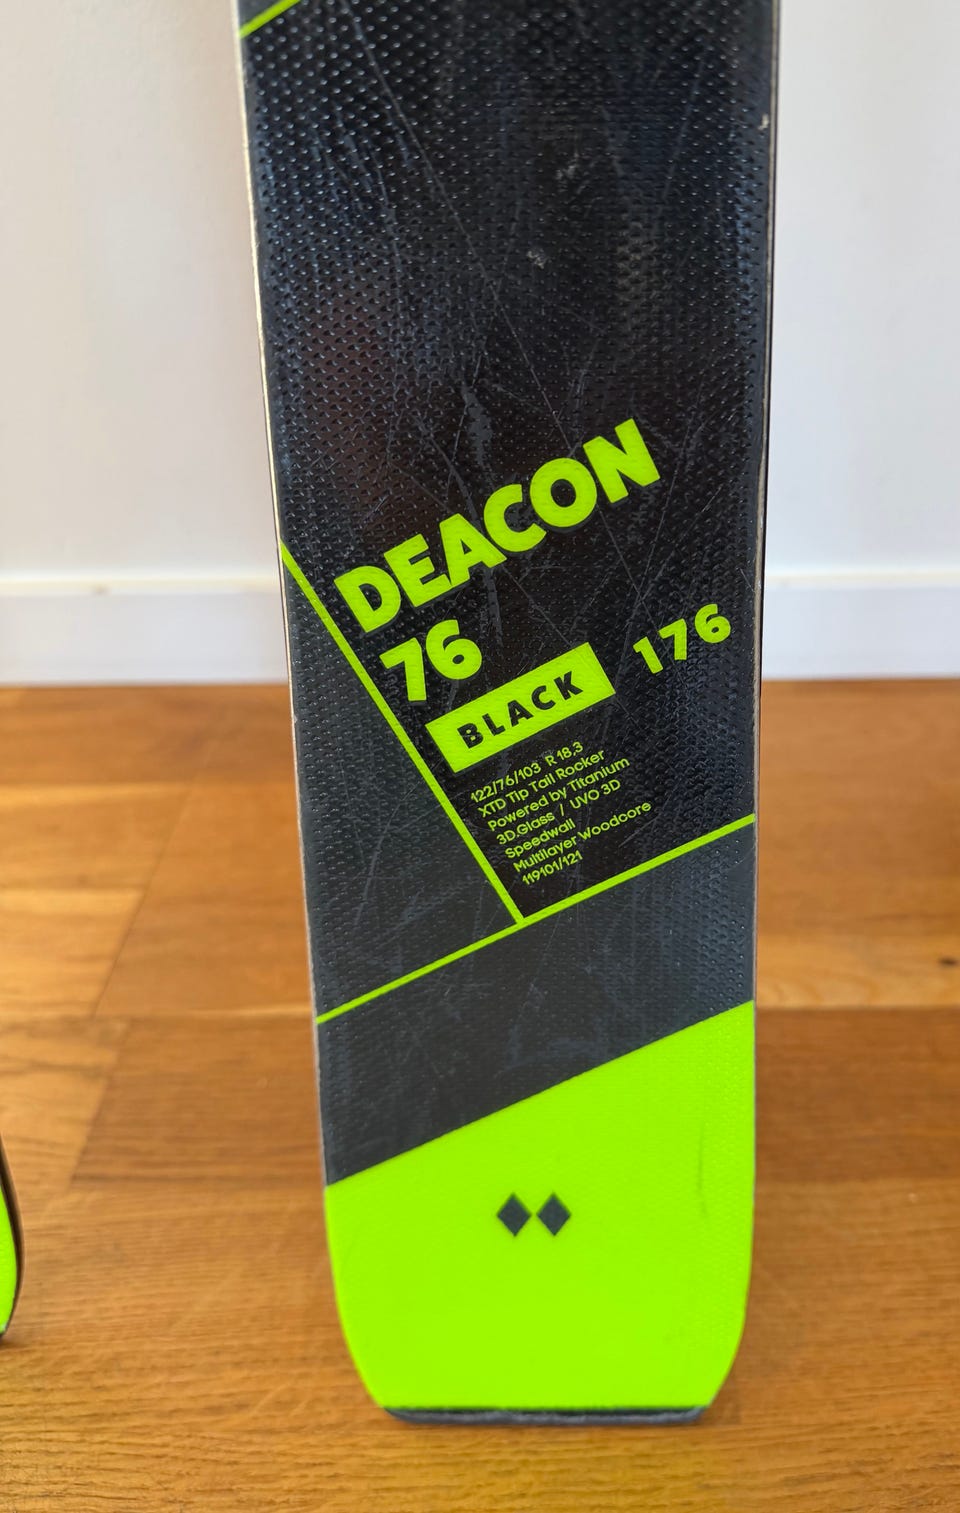 DEACON
76
BLACK 176
122/76/103 R 18,3
XTD Tip Tail Rocker
Powered by Titanium
3D.Glass / UVO 3D
Speedwall
Multilayer Woodcore
119101/121